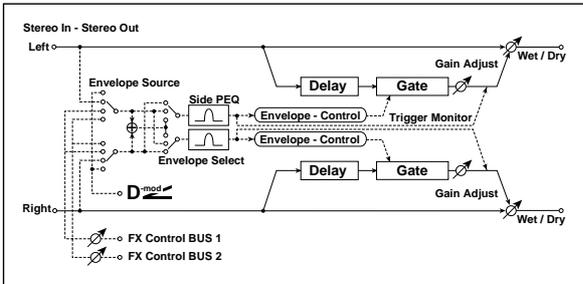 Stereo In - Stereo Out
Left
Wet / Dry
Gain Adjust
Delay
Gate
Envelope Source
Side PEQ
Envelope - Control
Trigger Monitor
Envelope - Control
Envelope Select
Delay
Gate
D-mod
Gain Adjust
Right
Wet / Dry
FX Control BUS 1
FX Control BUS 2